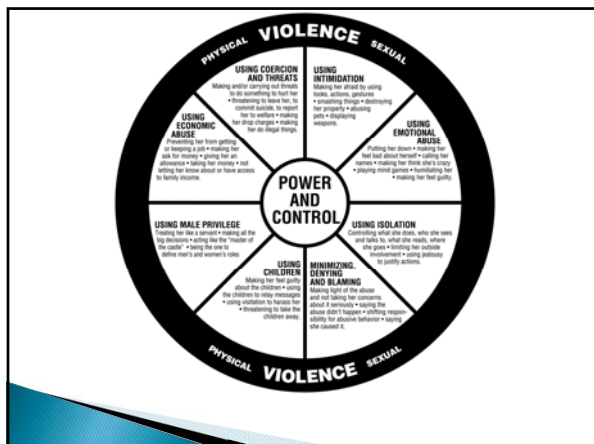 PHYSICAL VIOLENCE SEXUAL
USING COERCION
AND THREATS
Making and/or carrying out threats
to do something to hurt her
• threatening to leave her, to
commit suicide, to report
her to welfare • making
her drop charges • making
her do illegal things.
USING
INTIMIDATION
Making her afraid by using
looks, actions, gestures
• smashing things • destroying
her property • abusing
pets • displaying
weapons.
USING
ECONOMIC
ABUSE
Preventing her from getting
or keeping a job • making her
ask for money • giving her an
allowance • taking her money • not
letting her know about or have access
to family income.
USING
EMOTIONAL
ABUSE
Putting her down • making her
feel bad about herself • calling her
names • making her think she's crazy
• playing mind games • humiliating her
• making her feel guilty.
POWER
AND
CONTROL
USING MALE PRIVILEGE
Treating her like a servant • making all the
big decisions • acting like the "master of
the castle" • being the one to
define men's and women's roles
USING ISOLATION
Controlling what she does, who she sees
and talks to, what she reads, where
she goes • limiting her outside
involvement • using jealousy
to justify actions.
USING
CHILDREN
Making her feel guilty
about the children • using
the children to relay messages
• using visitation to harass her
• threatening to take the
children away.
MINIMIZING,
DENYING
AND BLAMING
Making light of the abuse
and not taking her concerns
about it seriously • saying the
abuse didn't happen • shifting respon-
sibility for abusive behavior • saying
she caused it.
PHYSICAL VIOLENCE SEXUAL